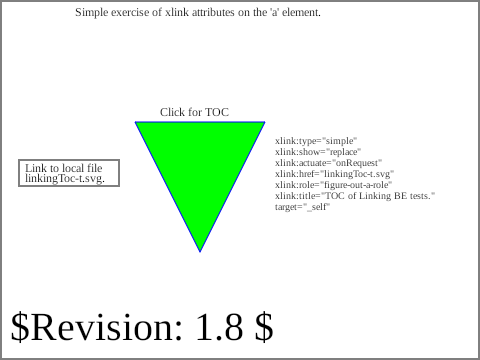 Simple exercise of xlink attributes on the 'a' element.
Click for TOC
Link to local file
linkingToc-t.svg.
xlink:type="simple"
xlink:show="replace"
xlink:actuate="onRequest"
xlink:href="linkingToc-t.svg"
xlink:role="figure-out-a-role"
xlink:title="TOC of Linking BE tests."
target="_self"
$Revision: 1.8 $